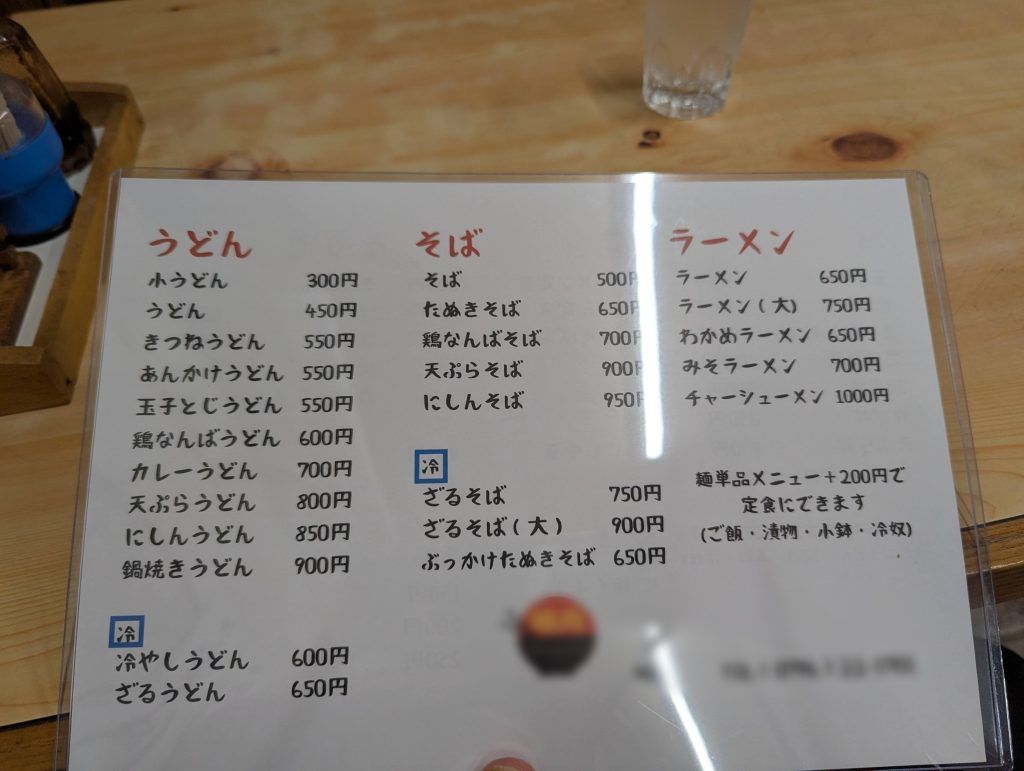 うどん
小うどん 300円
うどん 450円
きつねうどん 550円
あんかけうどん 550円
玉子とじうどん 550円
鶏なんばうどん 600円
カレーうどん 700円
天ぷらうどん 800円
にしんうどん 850円
鍋焼きうどん 900円
冷
冷やしうどん 600円
ざるうどん 650円
そば
そば 500円
たぬきそば 650円
鶏なんばそば 700円
天ぷらそば 900円
にしんそば 950円
冷
ざるそば 750円
ざるそば(大) 900円
ぶっかけたぬきそば 650円
ラーメン
ラーメン 650円
ラーメン(大) 750円
わかめラーメン 650円
みそラーメン 700円
チャーシューメン 1000円
麺単品メニュー+200円で
定食にできます
(ご飯・漬物・小鉢・冷奴)